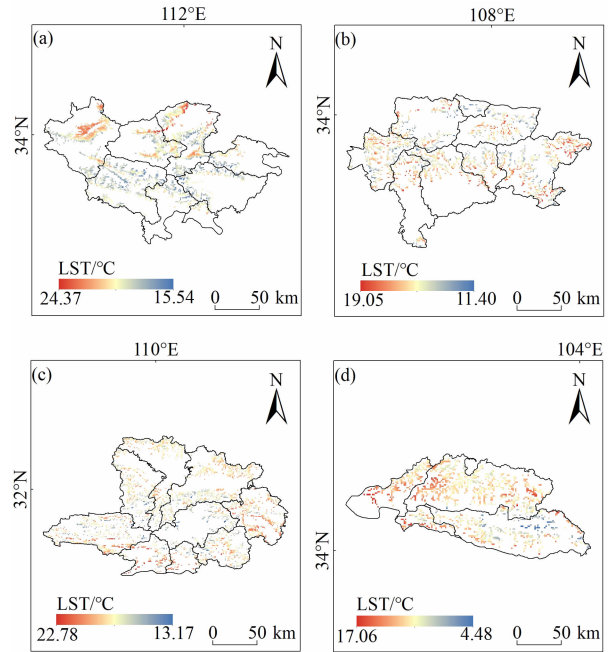 112°E
108°E
(a)
N
34°N
LST/℃
24.37
15.54
0 50 km
(b)
N
34°N
LST/℃
19.05
11.40
0 50 km
110°E
104°E
(c)
N
32°N
LST/℃
22.78
13.17
0 50 km
(d)
N
34°N
LST/℃
17.06
4.48
0 50 km